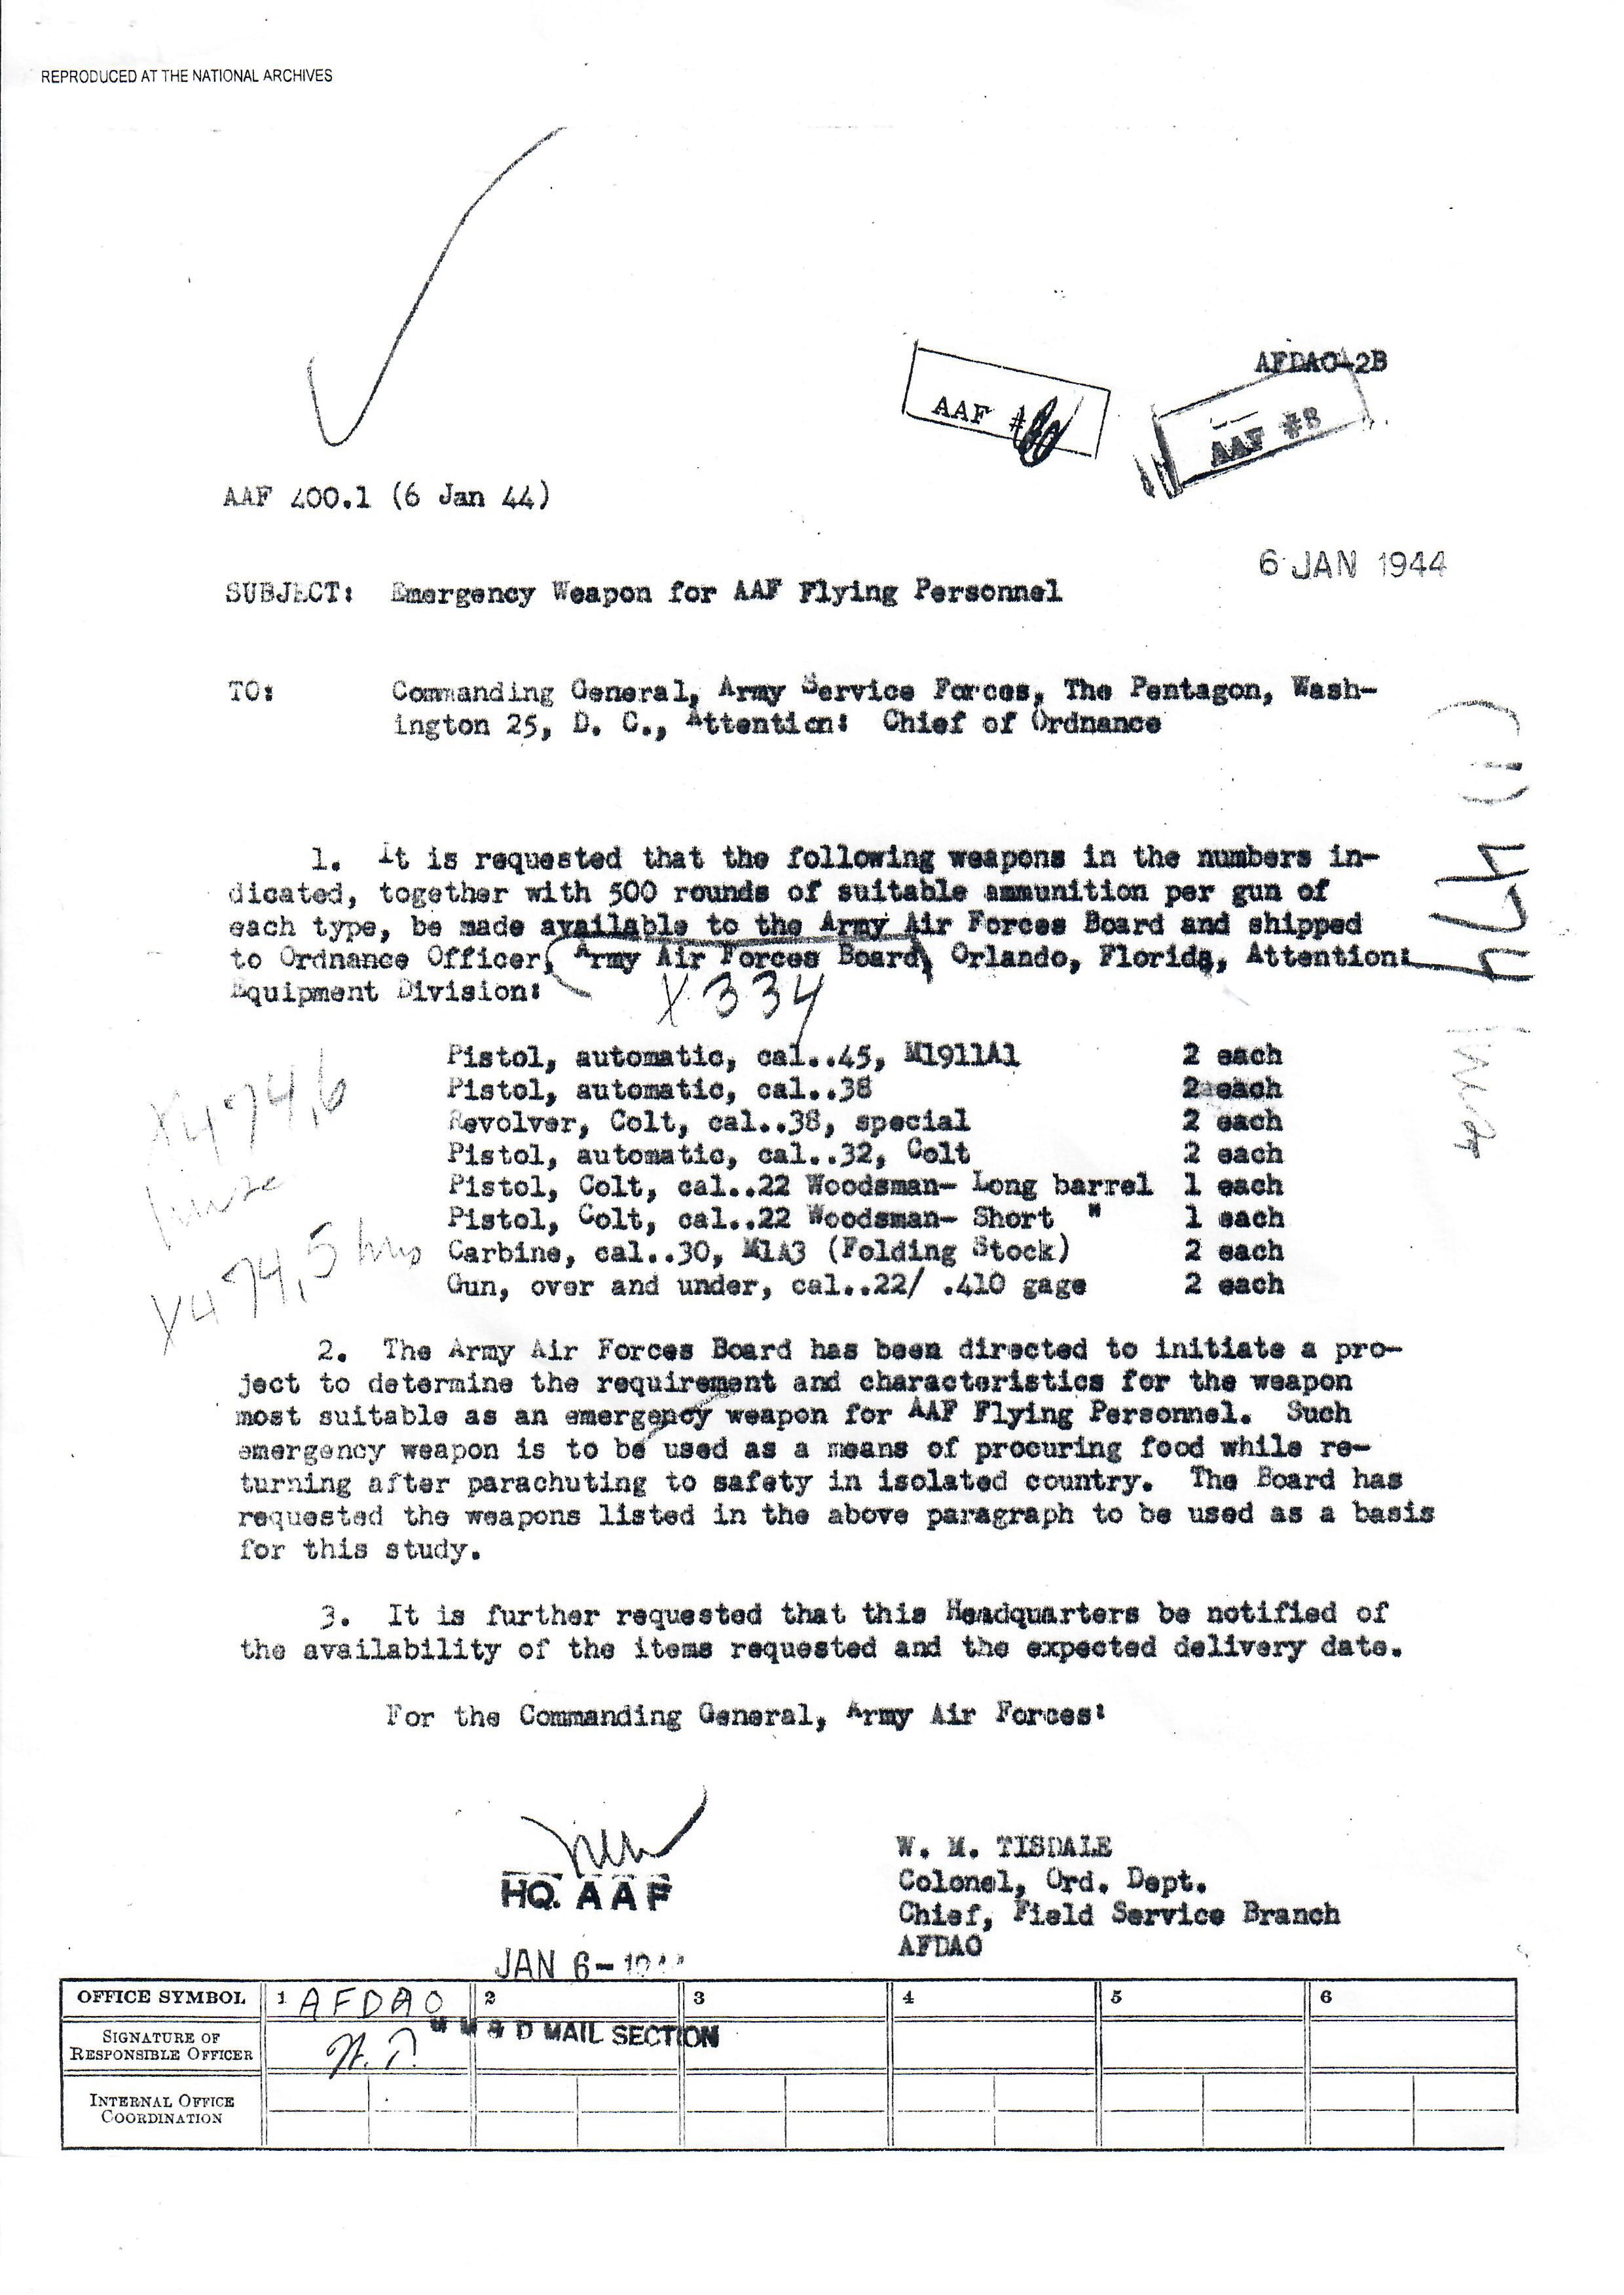 REPRODUCED AT THE NATIONAL ARCHIVES
AFDAO-2B
AAF #
AAF #8
AAF 400.1 (6 Jan 44)
6 JAN 1944
SUBJECT: Emergency Weapon for AAF Flying Personnel
TO: Commanding General, Army Service Forces, The Pentagon, Wash-
ington 25, D. C., Attention: Chief of Ordnance
1. It is requested that the following weapons in the numbers in-
dicated, together with 500 rounds of suitable ammunition per gun of
each type, be made available to the Army Air Forces Board and shipped
to Ordnance Officer, Army Air Forces Board, Orlando, Florida, Attention:
Equipment Division:
X334
Pistol, automatic, cal..45, M1911A1 2 each
Pistol, automatic, cal..38 2 each
Revolver, Colt, cal..38, special 2 each
Pistol, automatic, cal..32, Colt 2 each
Pistol, Colt, cal..22 Woodsman- Long barrel 1 each
Pistol, Colt, cal..22 Woodsman- Short " 1 each
Carbine, cal..30, M1A3 (Folding Stock) 2 each
Gun, over and under, cal..22/ .410 gage 2 each
X474.6
X474.5
474
2. The Army Air Forces Board has been directed to initiate a pro-
ject to determine the requirement and characteristics for the weapon
most suitable as an emergency weapon for AAF Flying Personnel. Such
emergency weapon is to be used as a means of procuring food while re-
turning after parachuting to safety in isolated country. The Board has
requested the weapons listed in the above paragraph to be used as a basis
for this study.
3. It is further requested that this Headquarters be notified of
the availability of the items requested and the expected delivery date.
For the Commanding General, Army Air Forces:
W. M. TISDALE
Colonel, Ord. Dept.
Chief, Field Service Branch
AFDAO
HQ. AAF
JAN 6-
OFFICE SYMBOL 1 AFDAO 2 3 4 5 6
D MAIL SECTION
SIGNATURE OF
RESPONSIBLE OFFICER
INTERNAL OFFICE
COORDINATION